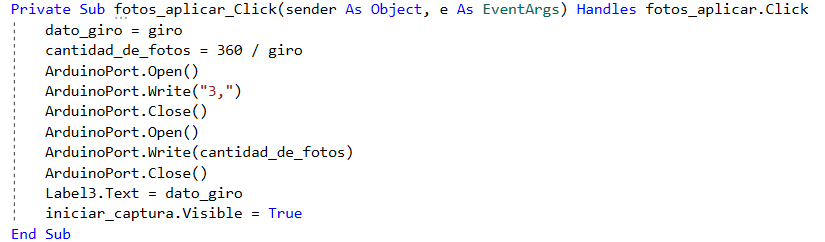 Private Sub fotos_aplicar_Click(sender As Object, e As EventArgs) Handles fotos_aplicar.Click
    dato_giro = giro
    cantidad_de_fotos = 360 / giro
    ArduinoPort.Open()
    ArduinoPort.Write("3,")
    ArduinoPort.Close()
    ArduinoPort.Open()
    ArduinoPort.Write(cantidad_de_fotos)
    ArduinoPort.Close()
    Label3.Text = dato_giro
    iniciar_captura.Visible = True
End Sub